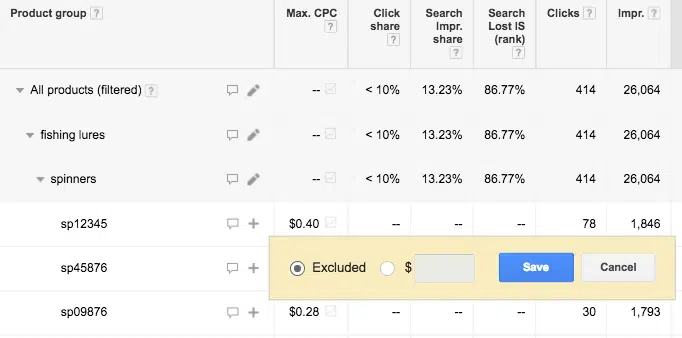 Product group ? Max. CPC ? Click share ? Search Impr. share ? Search Lost IS (rank) ? Clicks ? Impr. ?
All products (filtered) ? -- < 10% 13.23% 86.77% 414 26,064
fishing lures -- < 10% 13.23% 86.77% 414 26,064
spinners -- < 10% 13.23% 86.77% 414 26,064
sp12345 $0.40 -- -- -- 78 1,846
sp45876 Excluded $ Save Cancel
sp09876 $0.28 -- -- -- 30 1,793